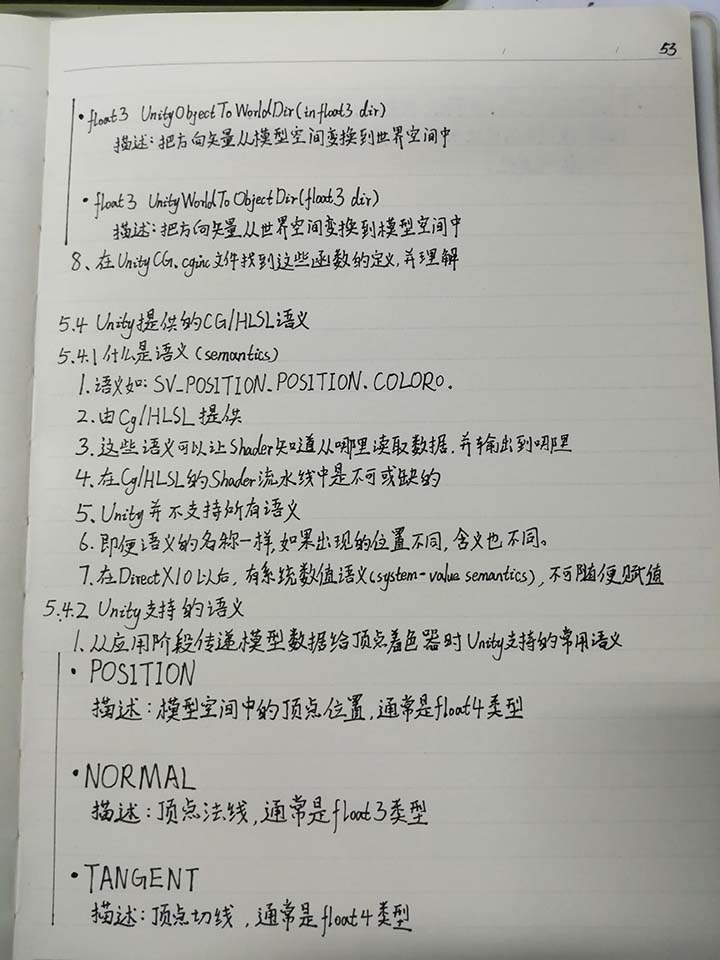 53
•float3 UnityObjectToWorldDir(in float3 dir)
描述:把方向矢量从模型空间变换到世界空间中
•float3 UnityWorldToObjectDir(float3 dir)
描述:把方向矢量从世界空间变换到模型空间中
8、在UnityCG.cginc文件找到这些函数的定义,并理解
5.4 Unity提供的CG/HLSL语义
5.4.1 什么是语义(semantics)
1.语义如:SV_POSITION、POSITION、COLOR0.
2.由Cg/HLSL提供
3.这些语义可以让Shader知道从哪里读取数据,并输出到哪里
4.在Cg/HLSL的Shader流水线中是不可或缺的
5、Unity并不支持所有语义
6.即便语义的名称一样,如果出现的位置不同,含义也不同。
7.在DirectX10以后,有系统数值语义(system-value semantics),不可随便赋值
5.4.2 Unity支持的语义
1.从应用阶段传递模型数据给顶点着色器时Unity支持的常用语义
•POSITION
描述:模型空间中的顶点位置,通常是float4类型
•NORMAL
描述:顶点法线,通常是float3类型
•TANGENT
描述:顶点切线,通常是float4类型